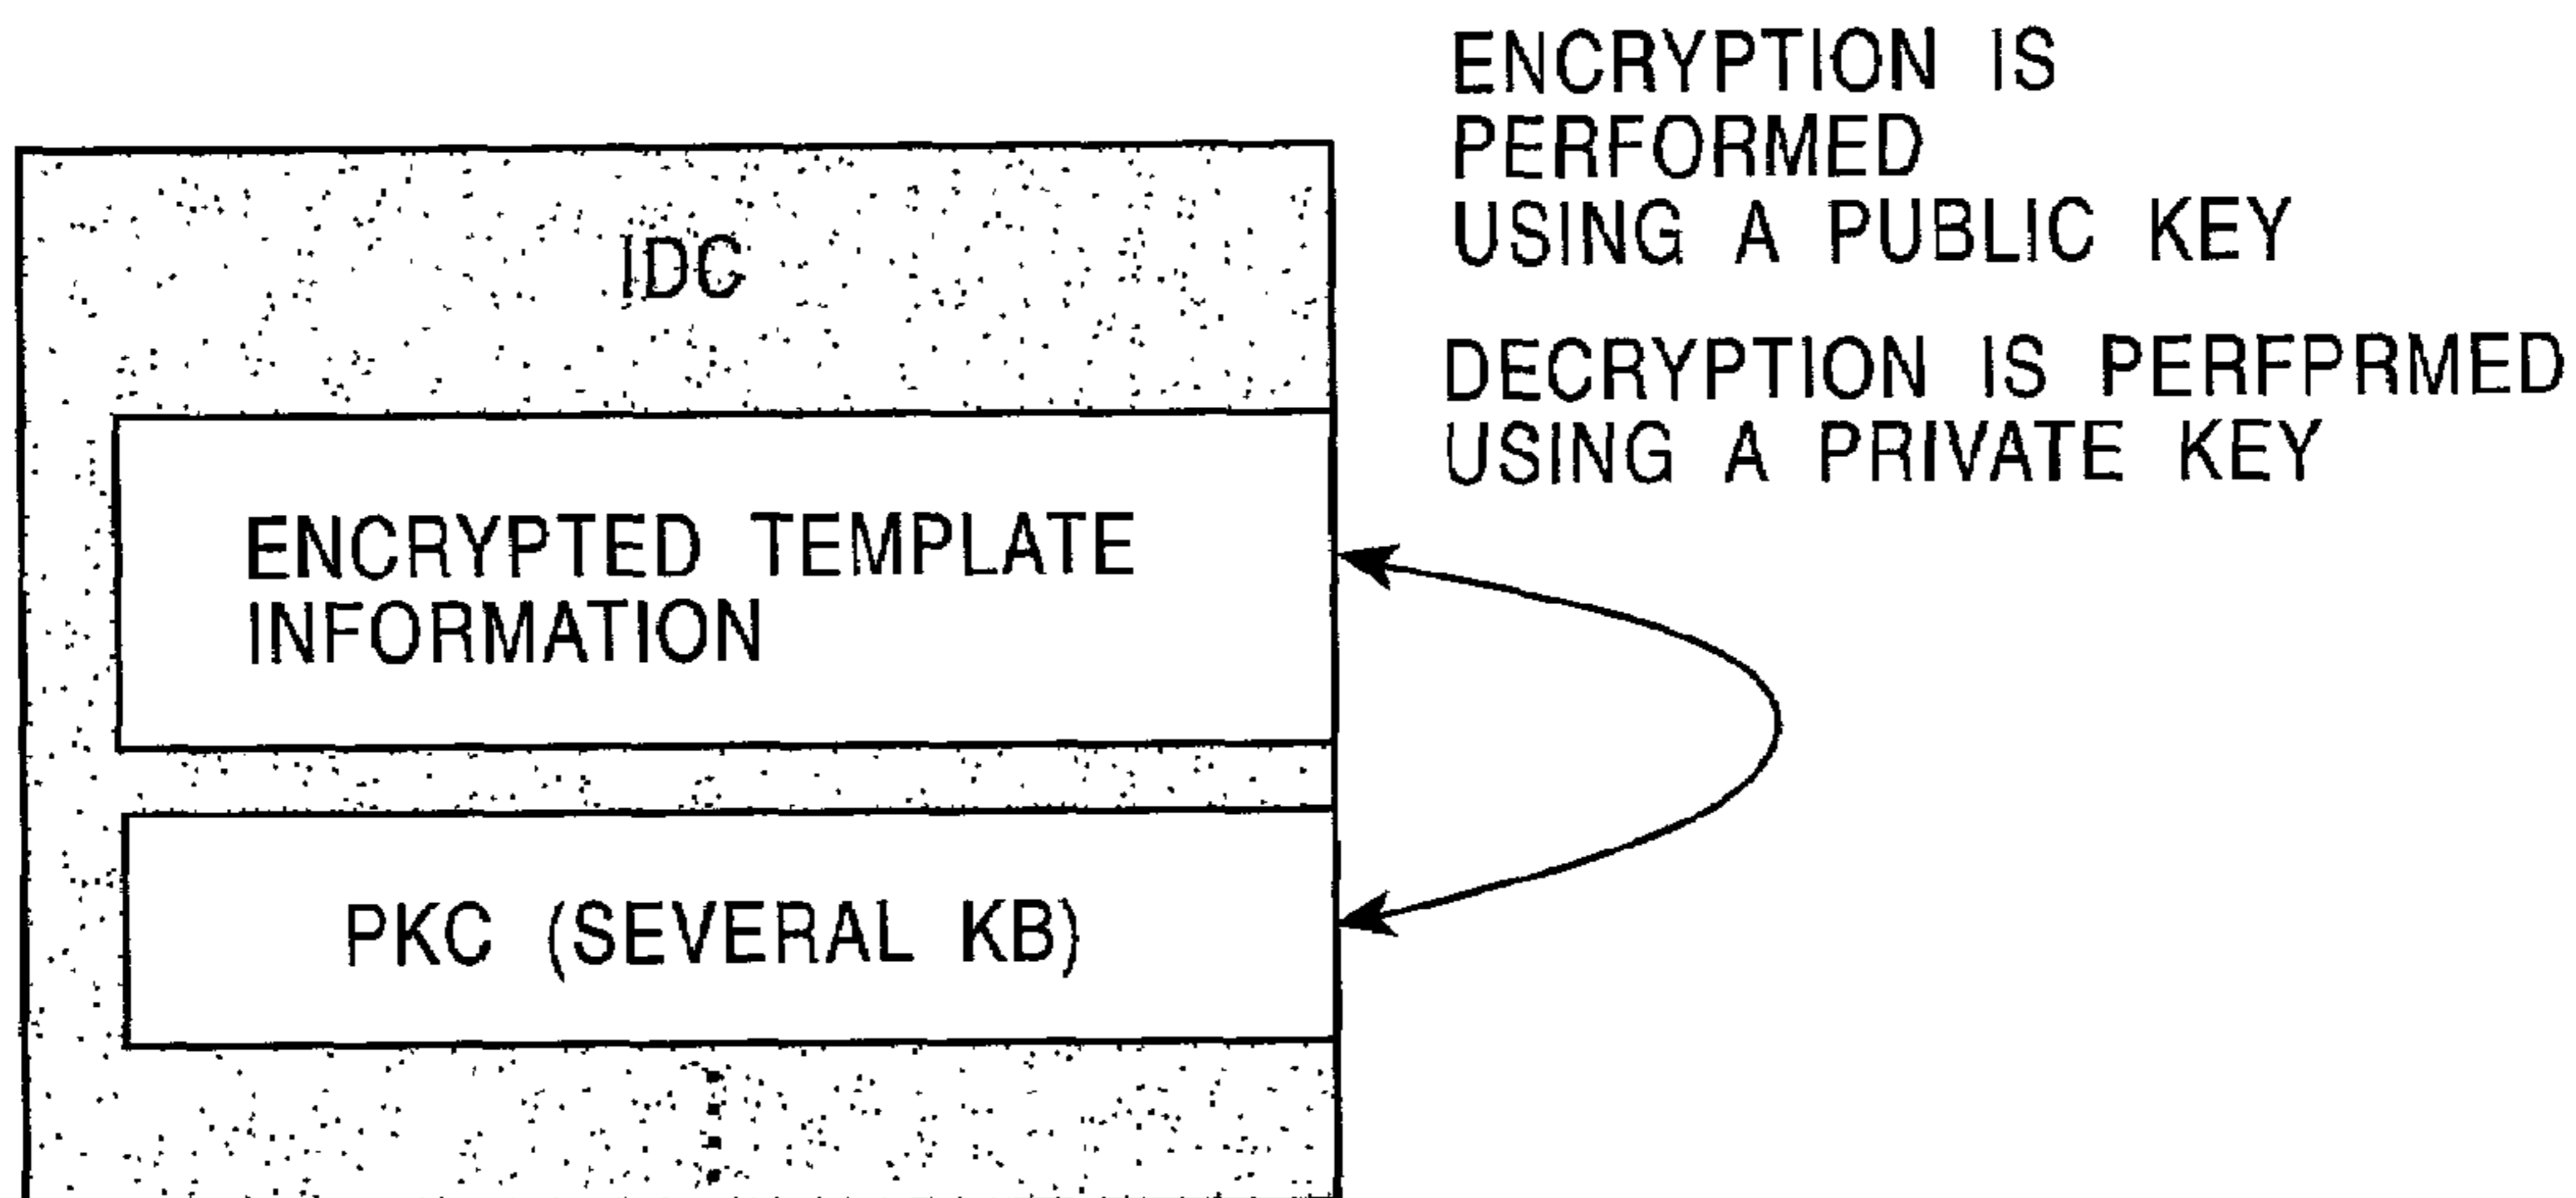 ENCRYPTION IS
PERFORMED
USING A PUBLIC KEY
DECRYPTION IS PERFPRMED
USING A PRIVATE KEY
IDC
ENCRYPTED TEMPLATE
INFORMATION
PKC (SEVERAL KB)